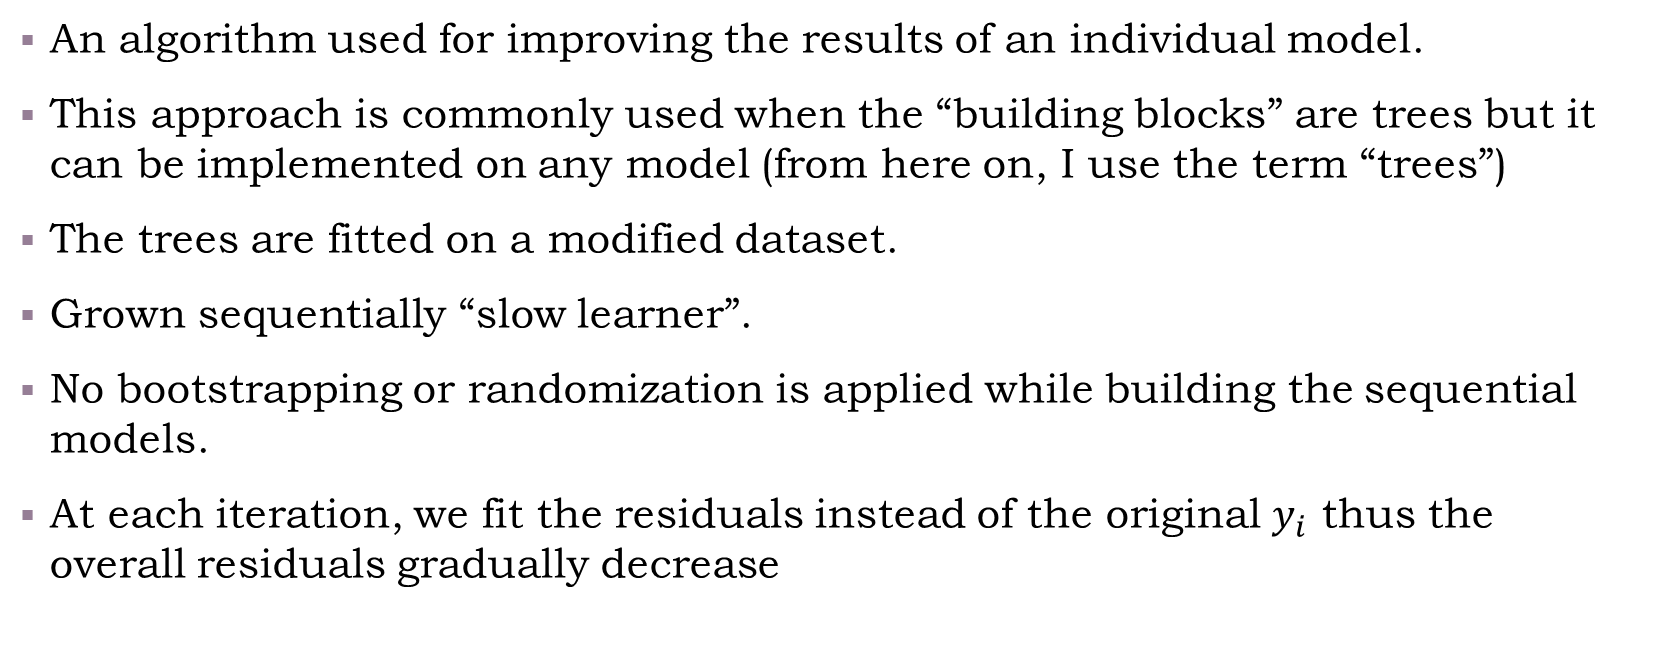 ▪ An algorithm used for improving the results of an individual model.
▪ This approach is commonly used when the “building blocks” are trees but it
can be implemented on any model (from here on, I use the term “trees”)
▪ The trees are fitted on a modified dataset.
▪ Grown sequentially “slow learner”.
▪ No bootstrapping or randomization is applied while building the sequential
models.
▪ At each iteration, we fit the residuals instead of the original yᵢ thus the
overall residuals gradually decrease